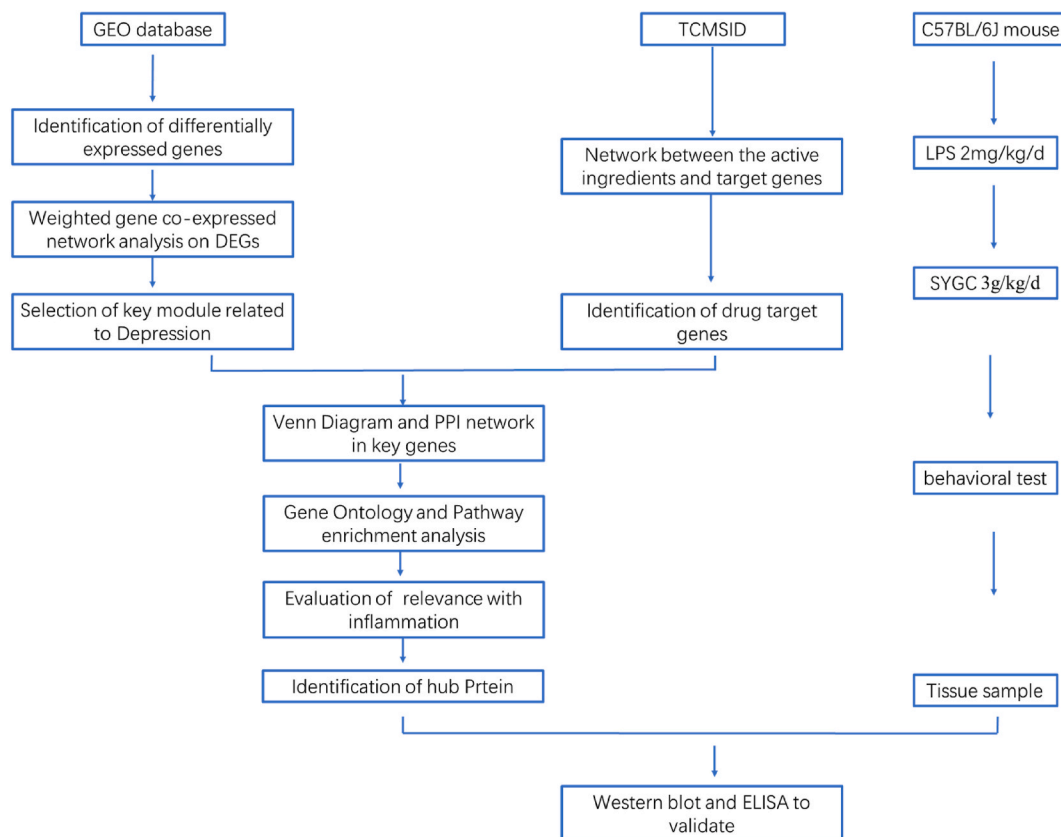 GEO database
TCMSID
C57BL/6J mouse
Identification of differentially
expressed genes
Network between the active
ingredients and target genes
LPS 2mg/kg/d
Weighted gene co-expressed
network analysis on DEGs
SYGC 3g/kg/d
Selection of key module related
to Depression
Identification of drug target
genes
Venn Diagram and PPI network
in key genes
behavioral test
Gene Ontology and Pathway
enrichment analysis
Evaluation of relevance with
inflammation
Identification of hub Prtein
Tissue sample
Western blot and ELISA to
validate